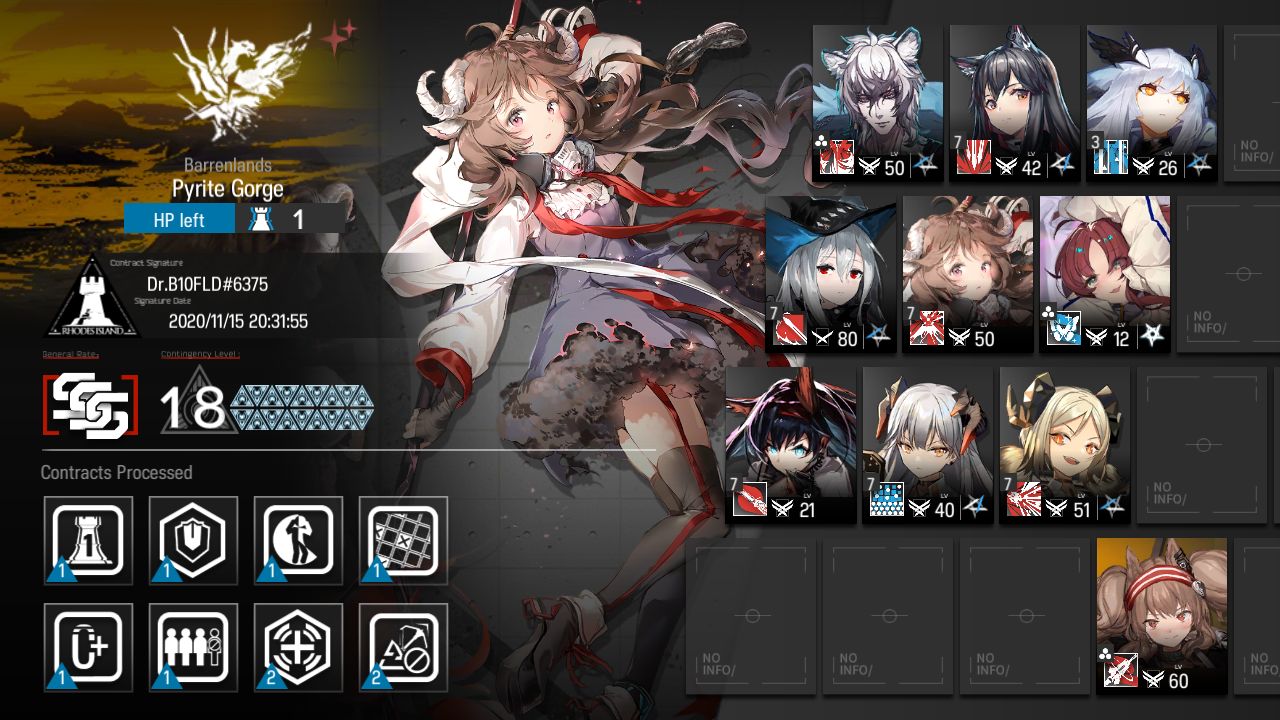 Barrenlands
Pyrite Gorge
HP left 1
Contract Signature
Dr.B10FLD#6375
Signature Date
2020/11/15 20:31:55
RHODES ISLAND
General Rate:
Contingency Level:
SSS
18
Contracts Processed
1
1 1 1 1
1 1 2 2
LV
50
7
LV
42
3
LV
26
NO
INFO/
7
LV
80
7
LV
50
LV
12
NO
INFO/
7
LV
21
7
LV
40
7
LV
51
NO
INFO/
NO
INFO/
NO
INFO/
NO
INFO/
LV
60
NO
INFO/